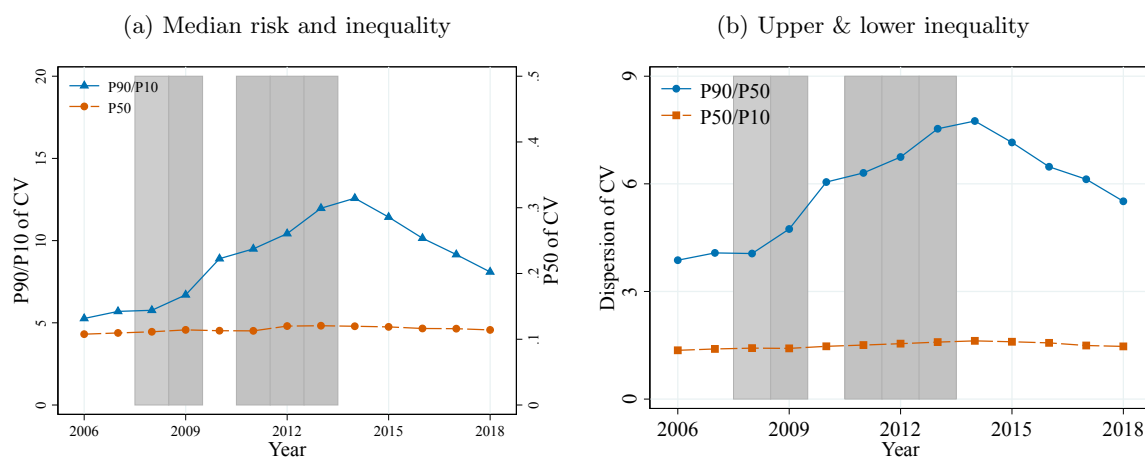 (a) Median risk and inequality
P90/P10
P50
P90/P10 of CV
0
5
10
15
20
P50 of CV
0
.1
.2
.3
.4
.5
2006
2009
2012
2015
2018
Year
(b) Upper & lower inequality
P90/P50
P50/P10
Dispersion of CV
0
3
6
9
2006
2009
2012
2015
2018
Year